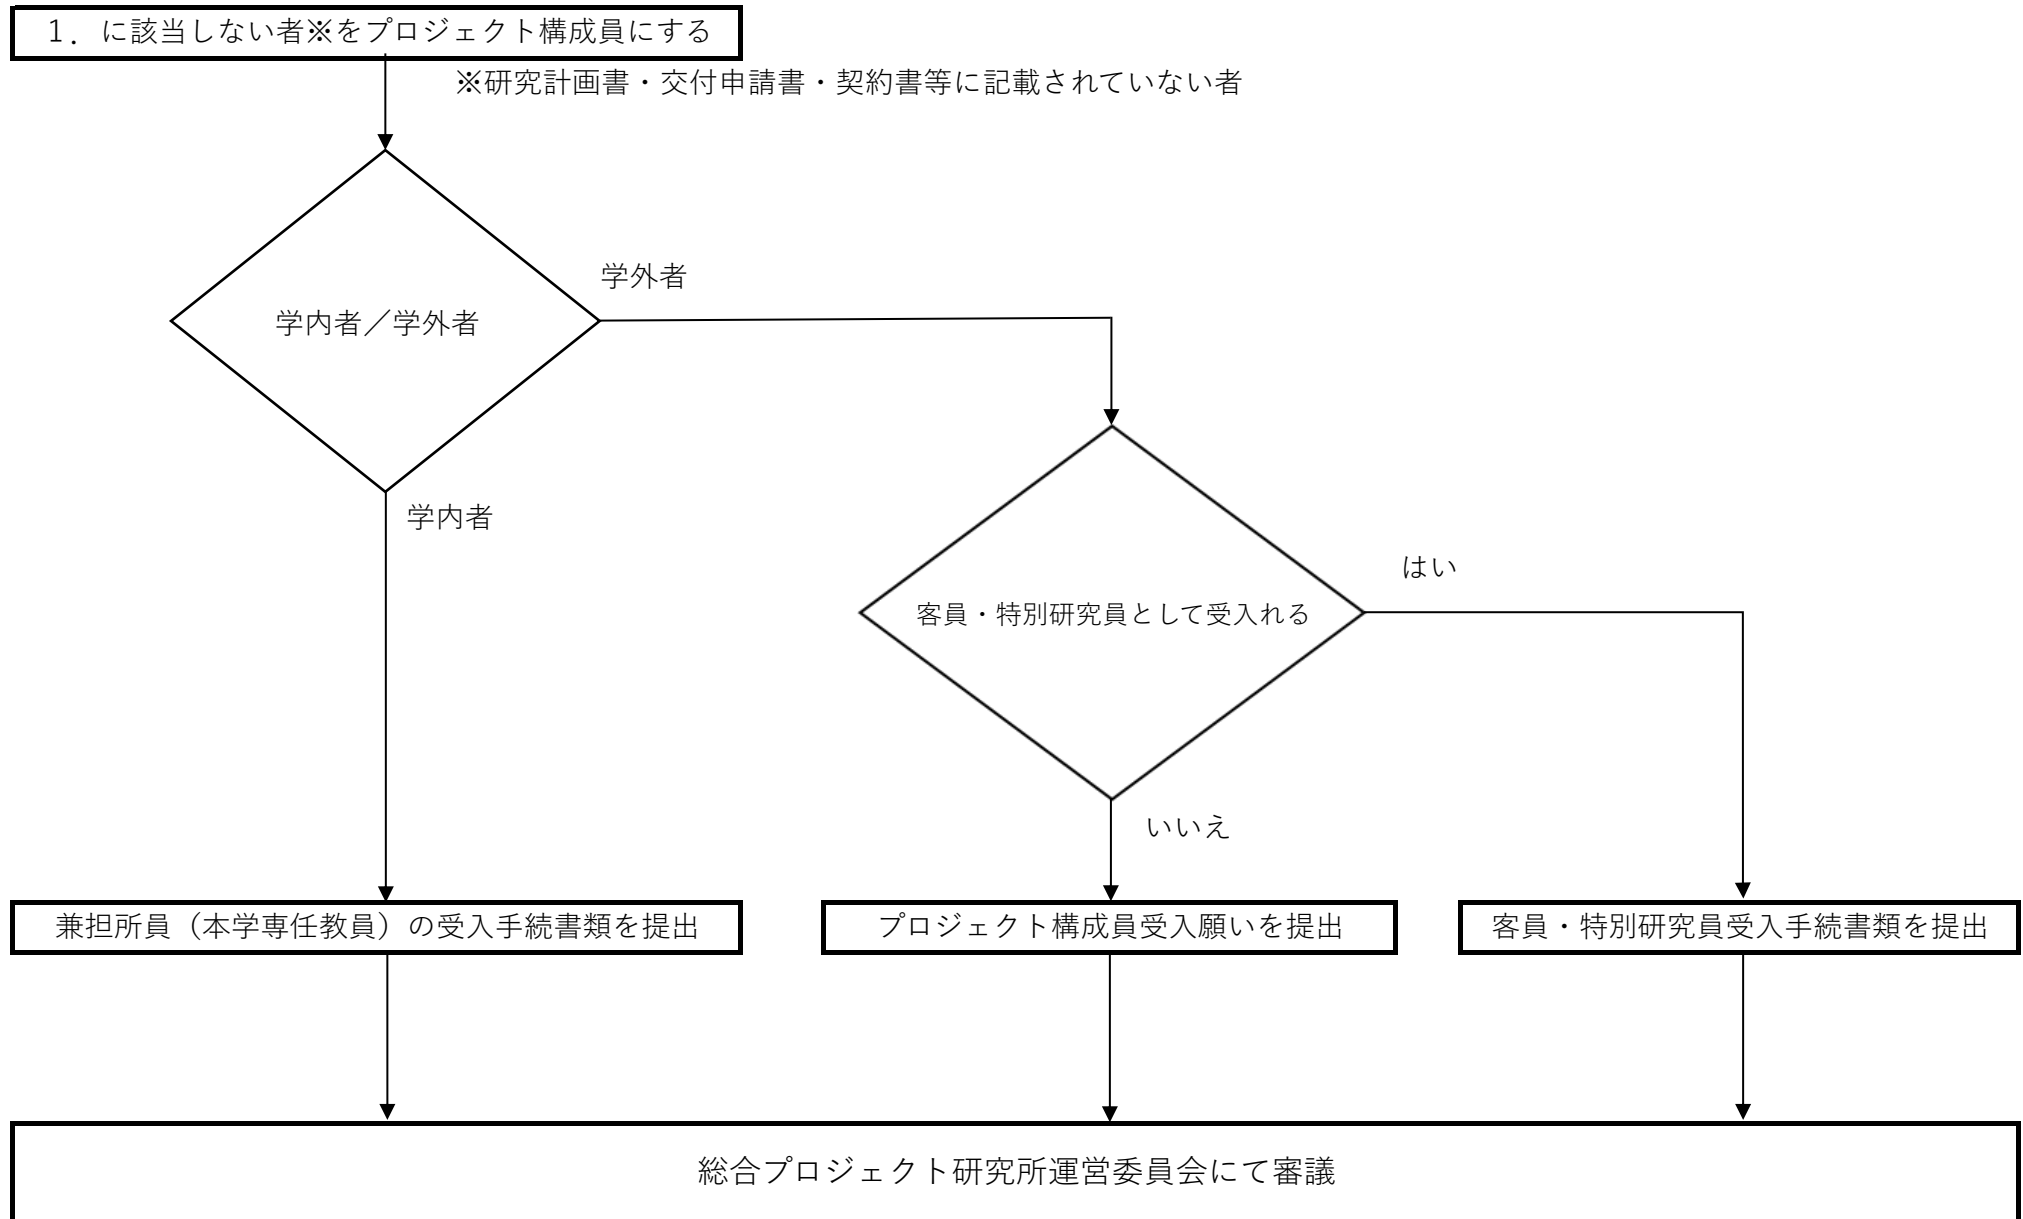 １．に該当しない者※をプロジェクト構成員にする
※研究計画書・交付申請書・契約書等に記載されていない者
学外者
学内者／学外者
学内者
はい
客員・特別研究員として受入れる
いいえ
兼担所員（本学専任教員）の受入手続書類を提出
プロジェクト構成員受入願いを提出
客員・特別研究員受入手続書類を提出
総合プロジェクト研究所運営委員会にて審議